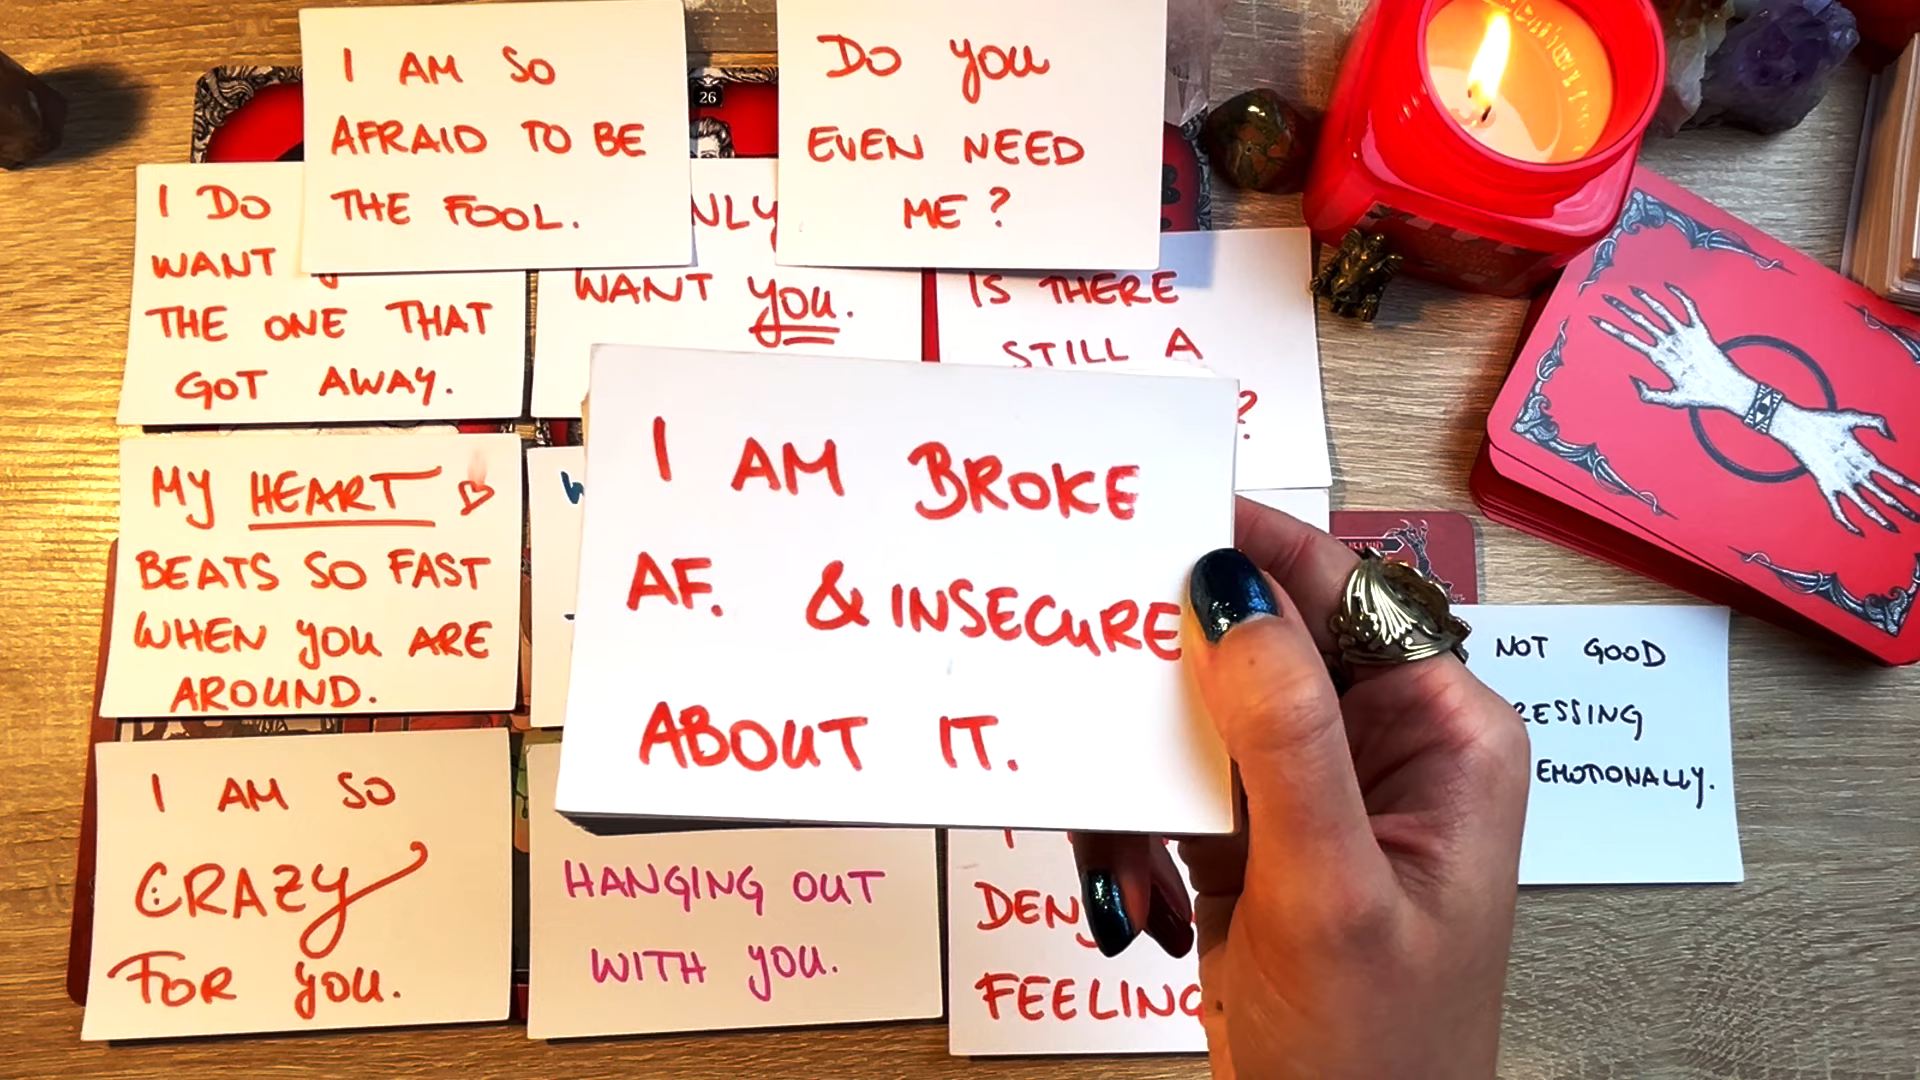 I AM SO
AFRAID TO BE
THE FOOL.
26
DO YOU
EVEN NEED
ME?
I DO
WANT
THE ONE THAT
GOT AWAY.
WANT YOU.
IS THERE
STILL A
?
MY HEART
BEATS SO FAST
WHEN YOU ARE
AROUND.
I AM BROKE
AF. & INSECURE
ABOUT IT.
NOT GOOD
EMOTIONALLY.
I AM SO
CRAZY
FOR YOU.
HANGING OUT
WITH YOU.
FEELING